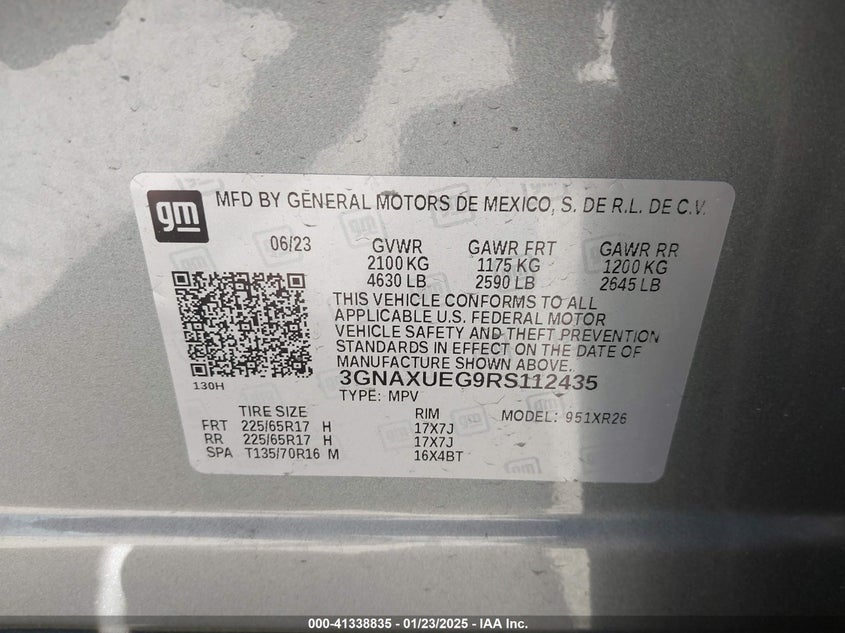 gm
MFD BY GENERAL MOTORS DE MEXICO, S. DE R.L. DE C.V.
06/23 GVWR GAWR FRT GAWR RR
2100 KG 1175 KG 1200 KG
4630 LB 2590 LB 2645 LB
THIS VEHICLE CONFORMS TO ALL
APPLICABLE U.S. FEDERAL MOTOR
VEHICLE SAFETY AND THEFT PREVENTION
STANDARDS IN EFFECT ON THE DATE OF
MANUFACTURE SHOWN ABOVE.
130H
3GNAXUEG9RS112435
TYPE: MPV
TIRE SIZE RIM MODEL: 951XR26
FRT 225/65R17 H 17X7J
RR 225/65R17 H 17X7J
SPA T135/70R16 M 16X4BT
000-41338835 - 01/23/2025 - IAA Inc.